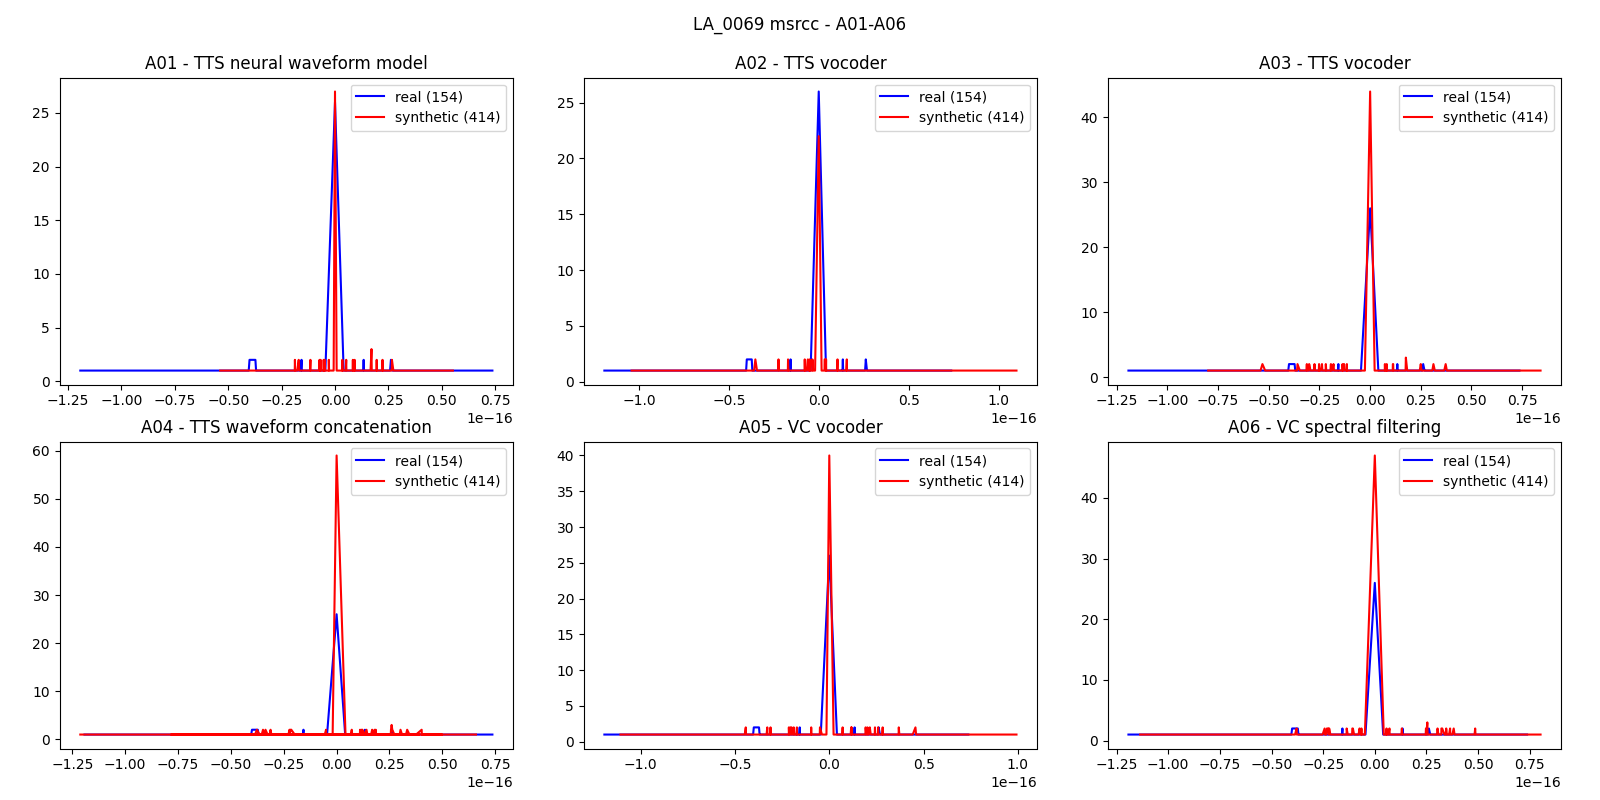 LA_0069 msrcc - A01-A06
A01 - TTS neural waveform model
A02 - TTS vocoder
A03 - TTS vocoder
real (154)
synthetic (414)
real (154)
synthetic (414)
real (154)
synthetic (414)
25
20
15
10
5
0
−1.25 −1.00 −0.75 −0.50 −0.25 0.00 0.25 0.50 0.75
1e−16
25
20
15
10
5
0
−1.0 −0.5 0.0 0.5 1.0
1e−16
40
30
20
10
0
−1.25 −1.00 −0.75 −0.50 −0.25 0.00 0.25 0.50 0.75
1e−16
A04 - TTS waveform concatenation
A05 - VC vocoder
A06 - VC spectral filtering
real (154)
synthetic (414)
real (154)
synthetic (414)
real (154)
synthetic (414)
60
50
40
30
20
10
0
−1.25 −1.00 −0.75 −0.50 −0.25 0.00 0.25 0.50 0.75
1e−16
40
35
30
25
20
15
10
5
0
−1.0 −0.5 0.0 0.5 1.0
1e−16
40
30
20
10
0
−1.25 −1.00 −0.75 −0.50 −0.25 0.00 0.25 0.50 0.75
1e−16